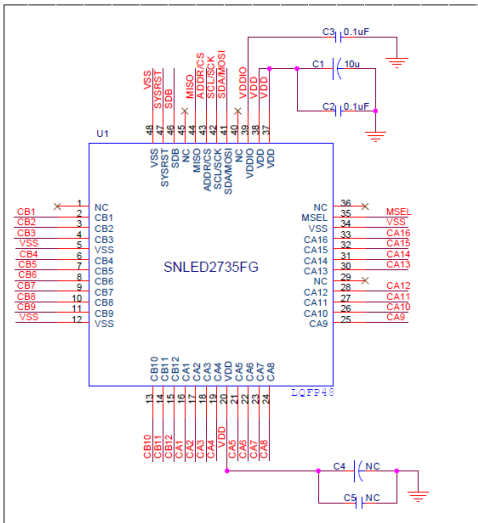 C3 0.1uF
C1 10u
C2 0.1uF
VSS SYSRST SDB MISO ADDR/CS SCL/SCK SDA/MOSI VDDIO VDD VDD
U1
48 47 46 45 44 43 42 41 40 39 38 37
VSS SYSRST SDB NC MISO ADDR/CS SCL/SCK SDA/MOSI NC VDDIO VDD VDD
1 NC
CB1 2 CB1
CB2 3 CB2
CB3 4 CB3
VSS 5 VSS
CB4 6 CB4
CB5 7 CB5
CB6 8 CB6
CB7 9 CB7
CB8 10 CB8
CB9 11 CB9
VSS 12 VSS
SNLED2735FG
NC 36
MSEL 35 MSEL
VSS 34 VSS
CA16 33 CA16
CA15 32 CA15
CA14 31 CA14
CA13 30 CA13
NC 29
CA12 28 CA12
CA11 27 CA11
CA10 26 CA10
CA9 25 CA9
CB10 CB11 CB12 CA1 CA2 CA3 CA4 VDD CA5 CA6 CA7 CA8
LQFP48
13 14 15 16 17 18 19 20 21 22 23 24
CB10 CB11 CB12 CA1 CA2 CA3 CA4 VDD CA5 CA6 CA7 CA8
C4 NC
C5 NC